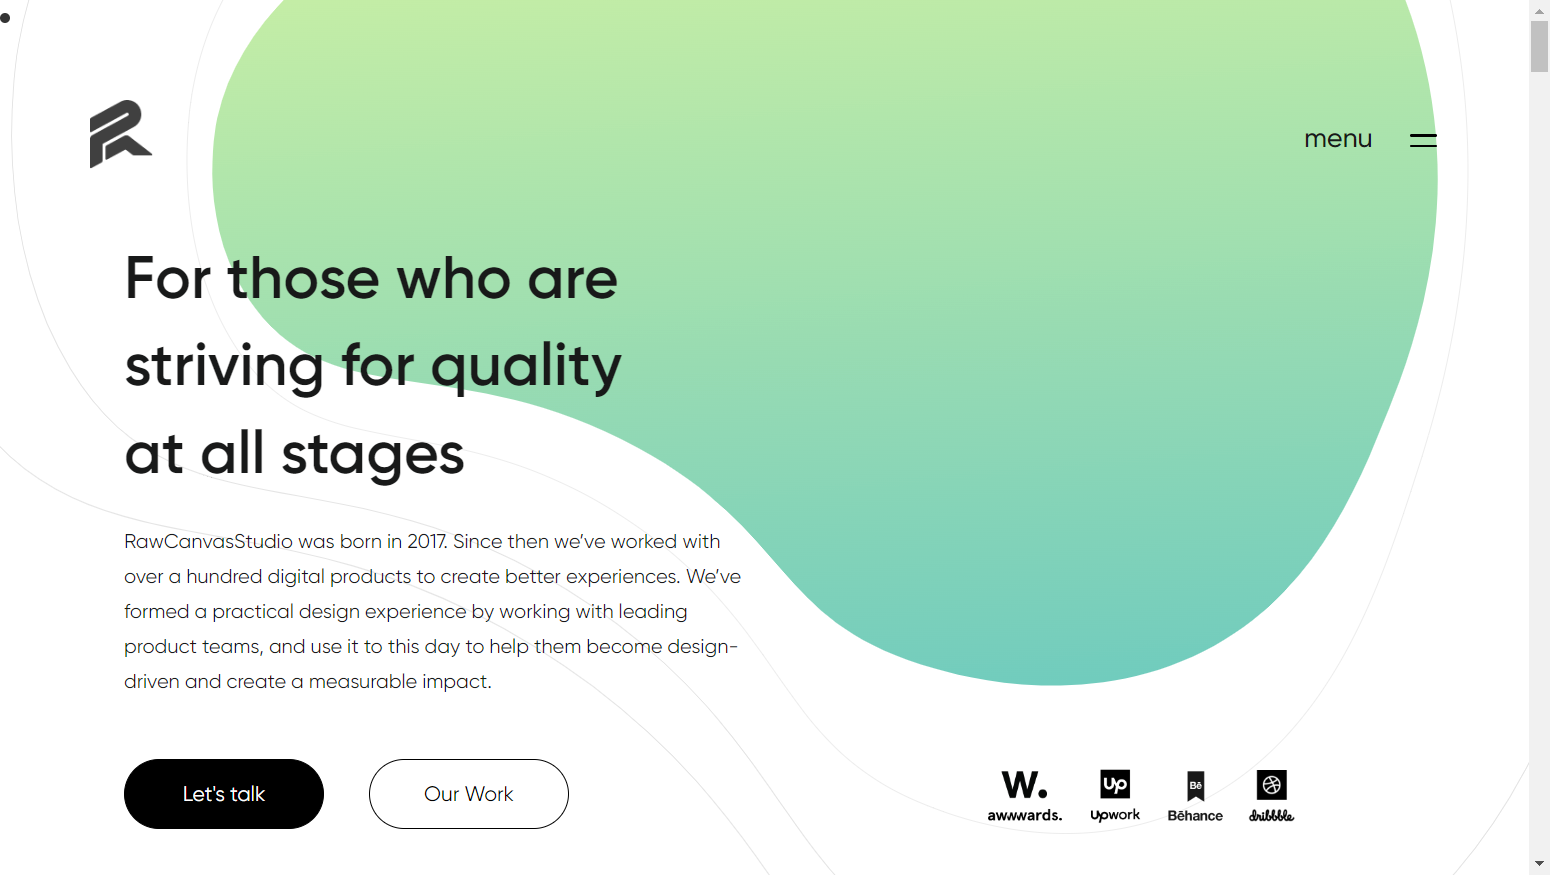 menu
For those who are
striving for quality
at all stages
RawCanvasStudio was born in 2017. Since then we’ve worked with
over a hundred digital products to create better experiences. We’ve
formed a practical design experience by working with leading
product teams, and use it to this day to help them become design-
driven and create a measurable impact.
Let's talk
Our Work
W.
awwwards.
Up
Upwork
Bē
Bēhance
dribbble